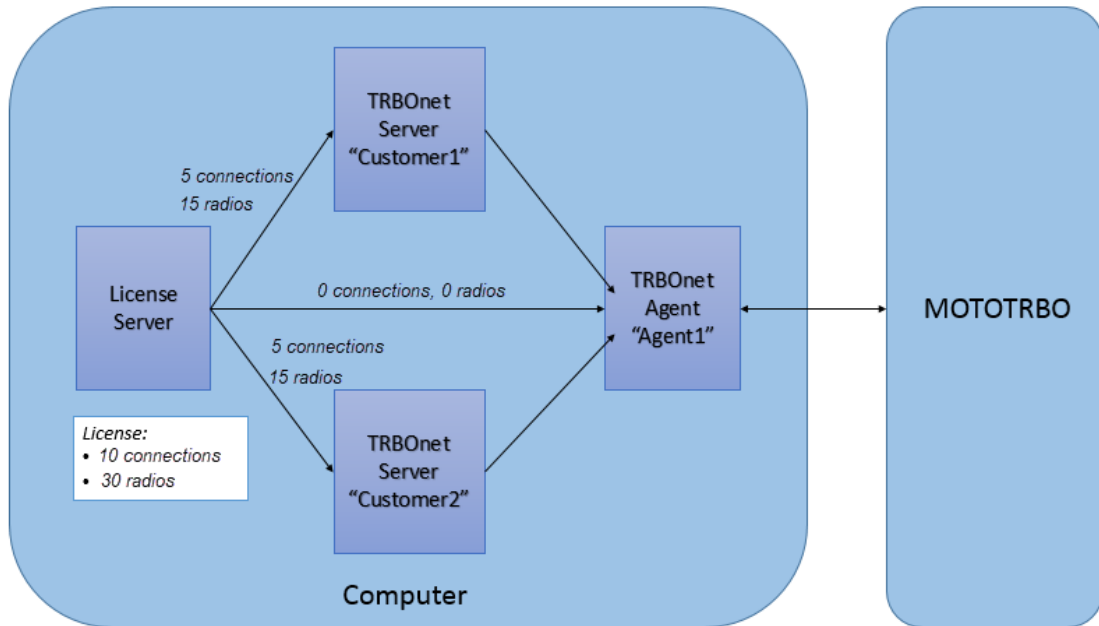 TRBOnet
Server
“Customer1”
5 connections
15 radios
License
Server
0 connections, 0 radios
TRBOnet
Agent
“Agent1”
MOTOTRBO
5 connections
15 radios
License:
• 10 connections
• 30 radios
TRBOnet
Server
“Customer2”
Computer